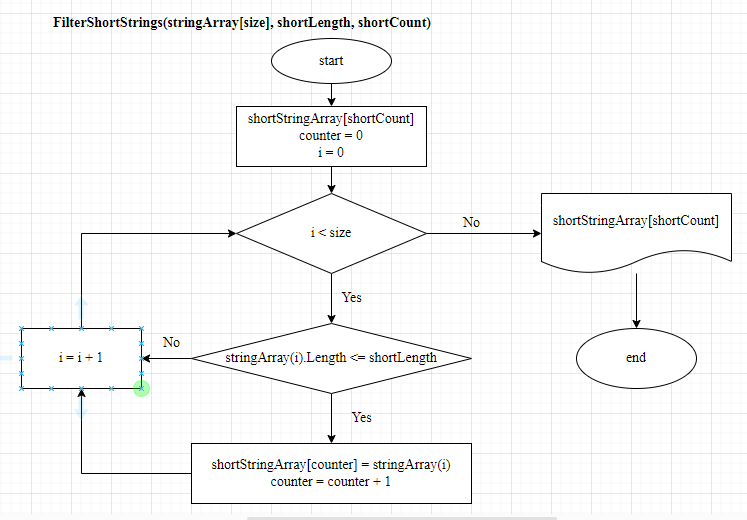 FilterShortStrings(stringArray[size], shortLength, shortCount)
start
shortStringArray[shortCount]
counter = 0
i = 0
i < size
No
shortStringArray[shortCount]
Yes
end
stringArray(i).Length <= shortLength
No
i = i + 1
Yes
shortStringArray[counter] = stringArray(i)
counter = counter + 1